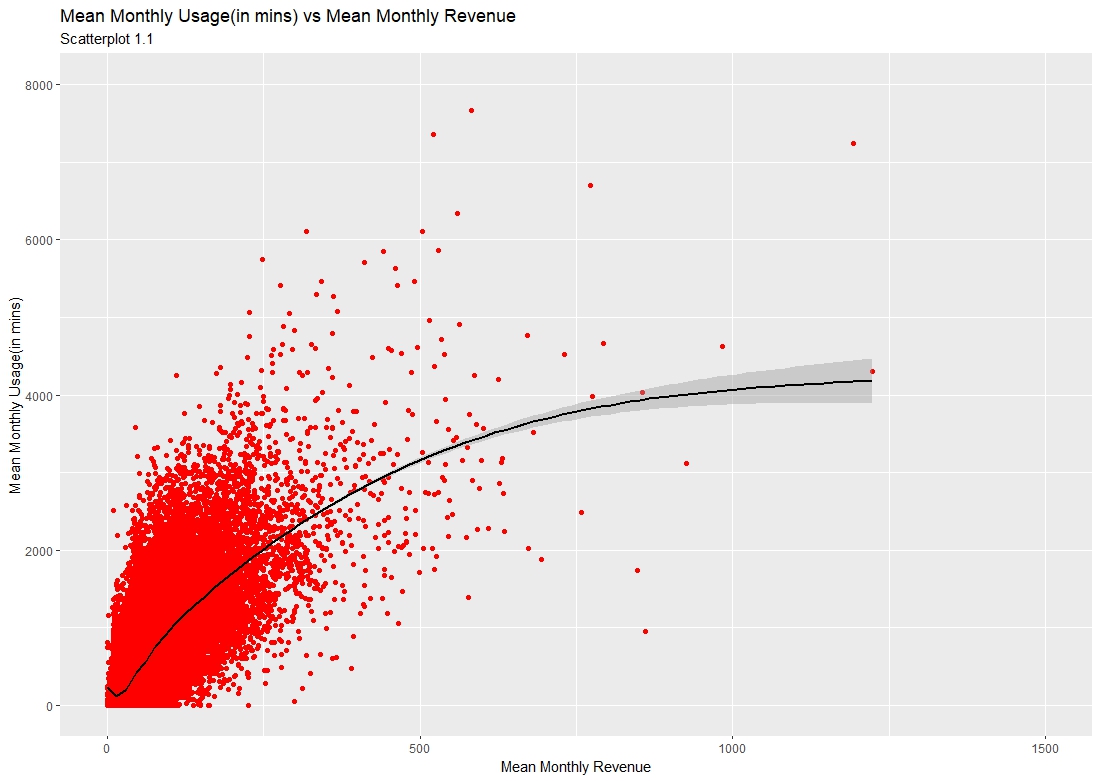 Mean Monthly Usage(in mins) vs Mean Monthly Revenue
Scatterplot 1.1
8000
6000
4000
2000
0
Mean Monthly Usage(in mins)
0 500 1000 1500
Mean Monthly Revenue